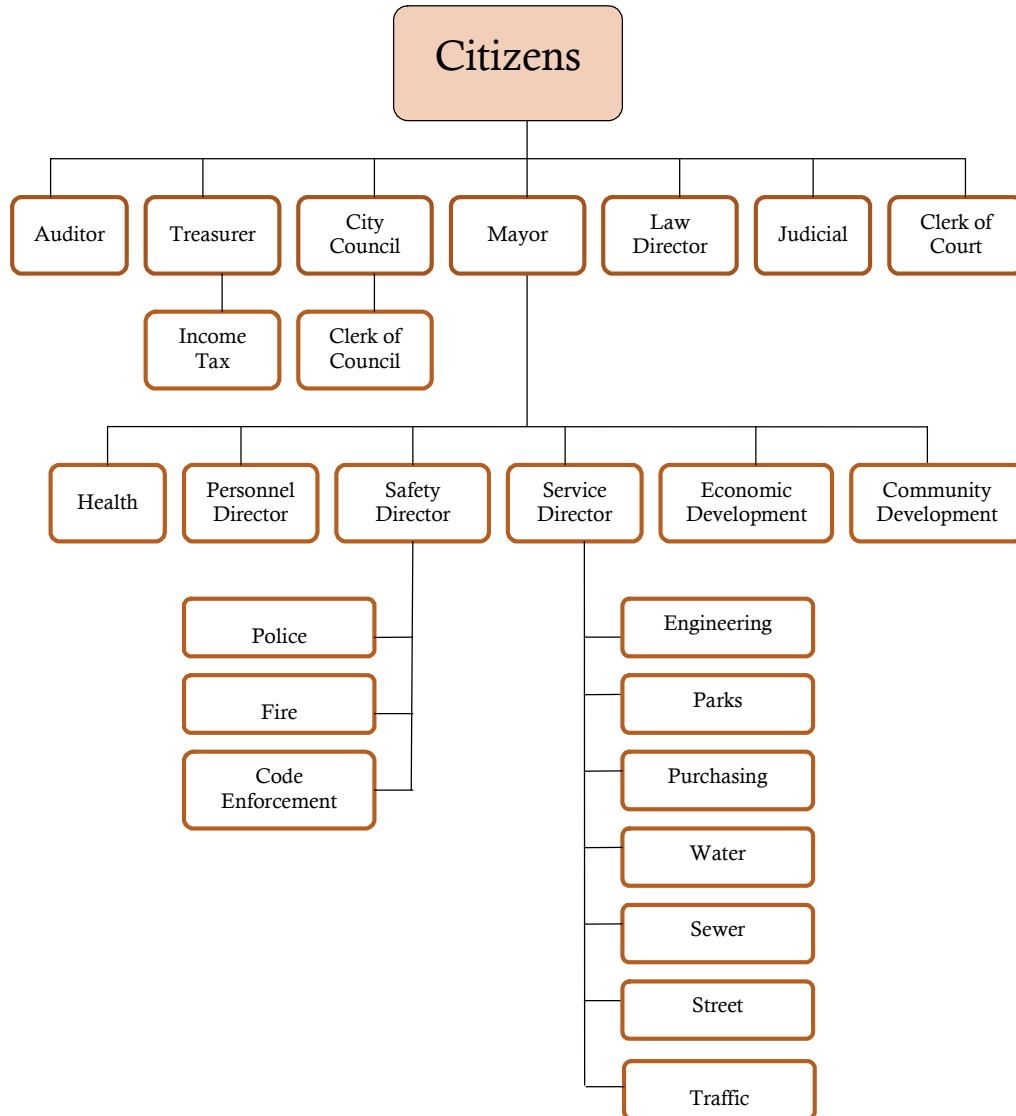 Citizens
Auditor
Treasurer
City
Council
Mayor
Law
Director
Judicial
Clerk of
Court
Income
Tax
Clerk of
Council
Health
Personnel
Director
Safety
Director
Service
Director
Economic
Development
Community
Development
Police
Fire
Code
Enforcement
Engineering
Parks
Purchasing
Water
Sewer
Street
Traffic